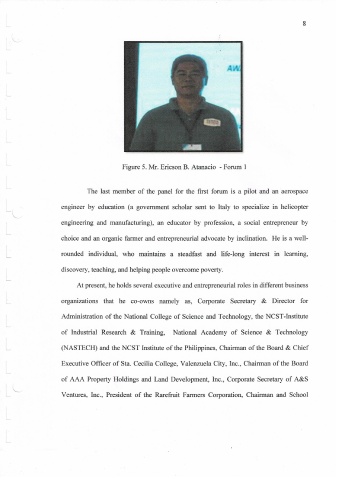 8
AWA
Figure 5. Mr. Ericson B. Atanacio - Forum 1
The last member of the panel for the first forum is a pilot and an aerospace
engineer by education (a government scholar sent to Italy to specialize in helicopter
engineering and manufacturing), an educator by profession, a social entrepreneur by
choice and an organic farmer and entrepreneurial advocate by inclination. He is a well-
rounded individual, who maintains a steadfast and life-long interest in learning,
discovery, teaching, and helping people overcome poverty.
At present, he holds several executive and entrepreneurial roles in different business
organizations that he co-owns namely as, Corporate Secretary & Director for
Administration of the National College of Science and Technology, the NCST-Institute
of Industrial Research & Training, National Academy of Science & Technology
(NASTECH) and the NCST Institute of the Philippines, Chairman of the Board & Chief
Executive Officer of Sta. Cecilia College, Valenzuela City, Inc., Chairman of the Board
of AAA Property Holdings and Land Development, Inc., Corporate Secretary of A&S
Ventures, Inc., President of the Rarefruit Farmers Corporation, Chairman and School